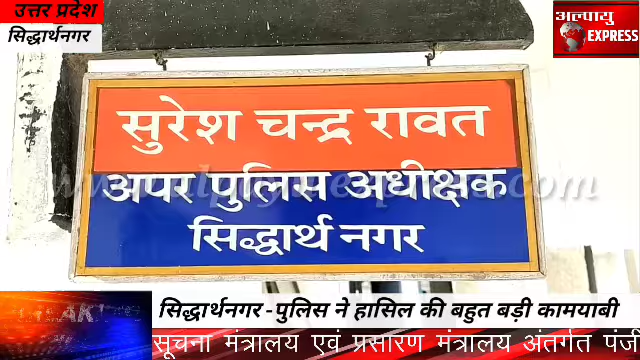 उत्तर प्रदेश
सिद्धार्थनगर
अल्पायु
EXPRESS
सुरेश चन्द्र रावत
अपर पुलिस अधीक्षक
सिद्धार्थ नगर
सिद्धार्थनगर - पुलिस ने हासिल की बहुत बड़ी कामयाबी
सूचना मंत्रालय एवं प्रसारण मंत्रालय अंतर्गत पंजी